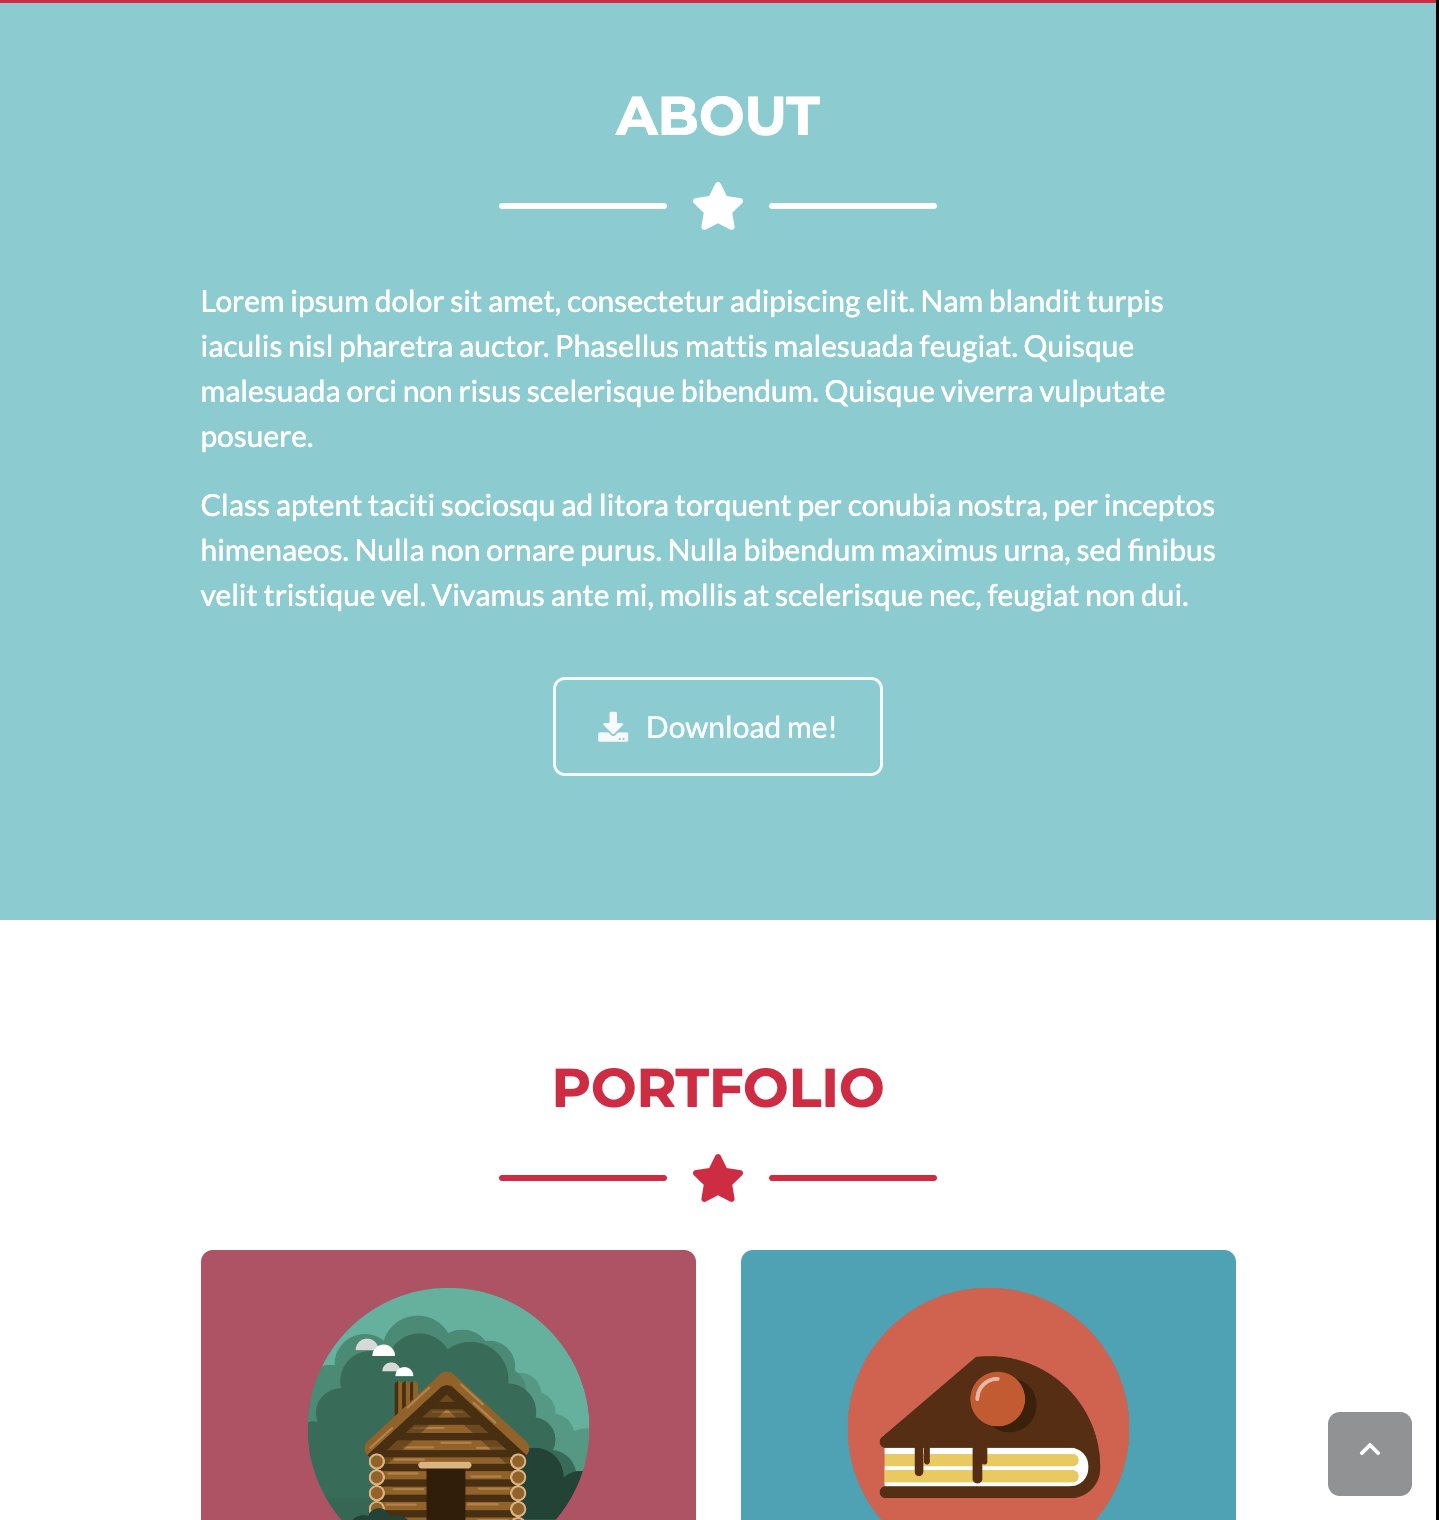 ABOUT
Lorem ipsum dolor sit amet, consectetur adipiscing elit. Nam blandit turpis
iaculis nisl pharetra auctor. Phasellus mattis malesuada feugiat. Quisque
malesuada orci non risus scelerisque bibendum. Quisque viverra vulputate
posuere.
Class aptent taciti sociosqu ad litora torquent per conubia nostra, per inceptos
himenaeos. Nulla non ornare purus. Nulla bibendum maximus urna, sed finibus
velit tristique vel. Vivamus ante mi, mollis at scelerisque nec, feugiat non dui.
Download me!
PORTFOLIO